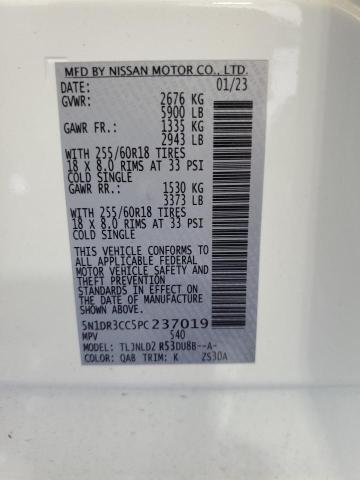 MFD BY NISSAN MOTOR CO., LTD.
DATE: 01/23
GVWR: 2676 KG
5900 LB
GAWR FR.: 1335 KG
2943 LB
WITH 255/60R18 TIRES
18 X 8.0 RIMS AT 33 PSI
COLD SINGLE
GAWR RR.: 1530 KG
3373 LB
WITH 255/60R18 TIRES
18 X 8.0 RIMS AT 33 PSI
COLD SINGLE
THIS VEHICLE CONFORMS TO
ALL APPLICABLE FEDERAL
MOTOR VEHICLE SAFETY
AND THEFT PREVENTION
STANDARDS IN EFFECT ON
THE DATE OF MANUFACTURE
SHOWN ABOVE.
5N1DR3CC5PC237019
MPV 540
MODEL: TLJNLDZ R53DU8B--A-
COLOR: QAB TRIM: K ZS3DA